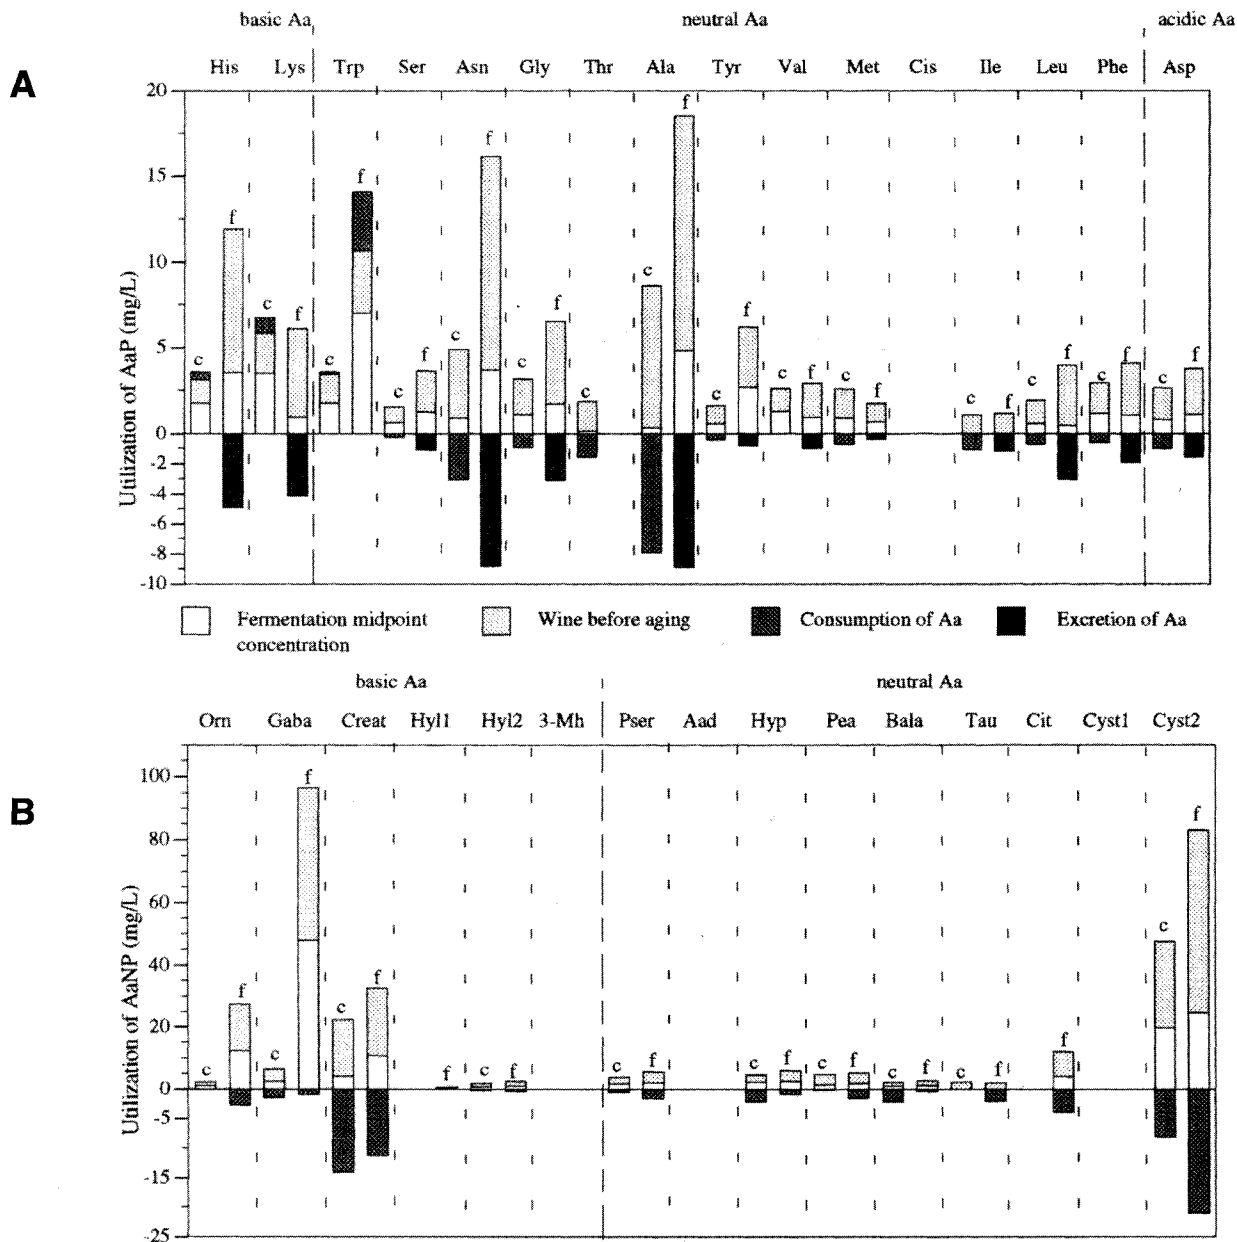 basic Aa neutral Aa acidic Aa
His Lys Trp Ser Asn Gly Thr Ala Tyr Val Met Cis Ile Leu Phe Asp
A
Utilization of AaP (mg/L)
20
15
10
5
0
-2
-4
-6
-8
-10
c f c f c f c f c f c f c c f c f c f c f c f c f c f c f
Fermentation midpoint
concentration
Wine before aging
Consumption of Aa
Excretion of Aa
basic Aa neutral Aa
Orn Gaba Creat Hyl1 Hyl2 3-Mh Pser Aad Hyp Pea Bala Tau Cit Cyst1 Cyst2
B
Utilization of AaNP (mg/L)
100
80
60
40
20
0
-5
-15
-25
c f c f c f f c f c f c f c f c f c f f c f